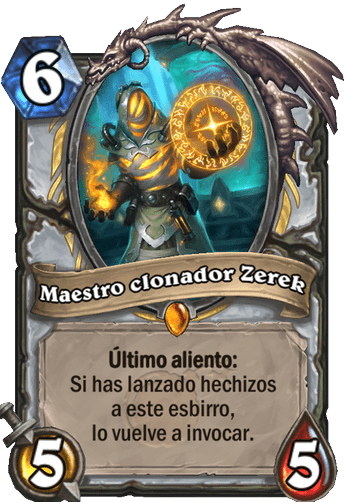 6
Maestro clonador Zerek
Último aliento:
Si has lanzado hechizos
a este esbirro,
lo vuelve a invocar.
5
5